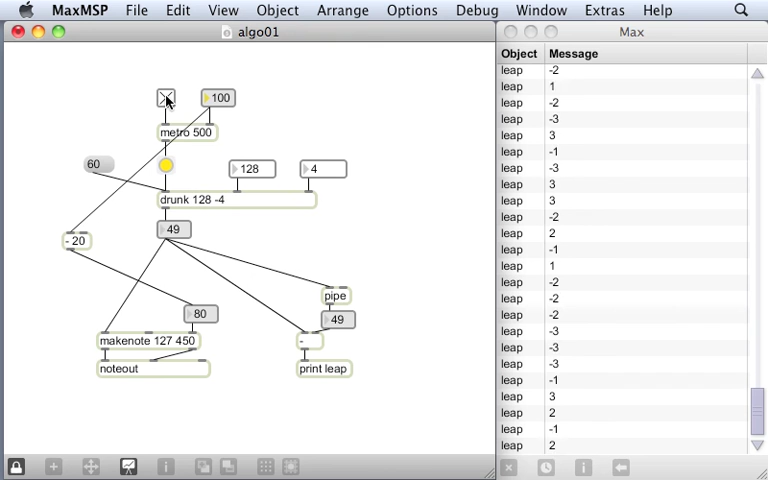 MaxMSP File Edit View Object Arrange Options Debug Window Extras Help
algo01
Max
Object Message
leap -2
leap 1
leap -2
leap -3
leap 3
leap -1
leap -3
leap 3
leap 3
leap -2
leap 2
leap -1
leap 1
leap -2
leap -2
leap -2
leap -3
leap -3
leap -3
leap -1
leap 3
leap 2
leap -1
leap 2
100
metro 500
60
128
4
drunk 128 -4
49
- 20
pipe
80
49
makenote 127 450
-
noteout
print leap